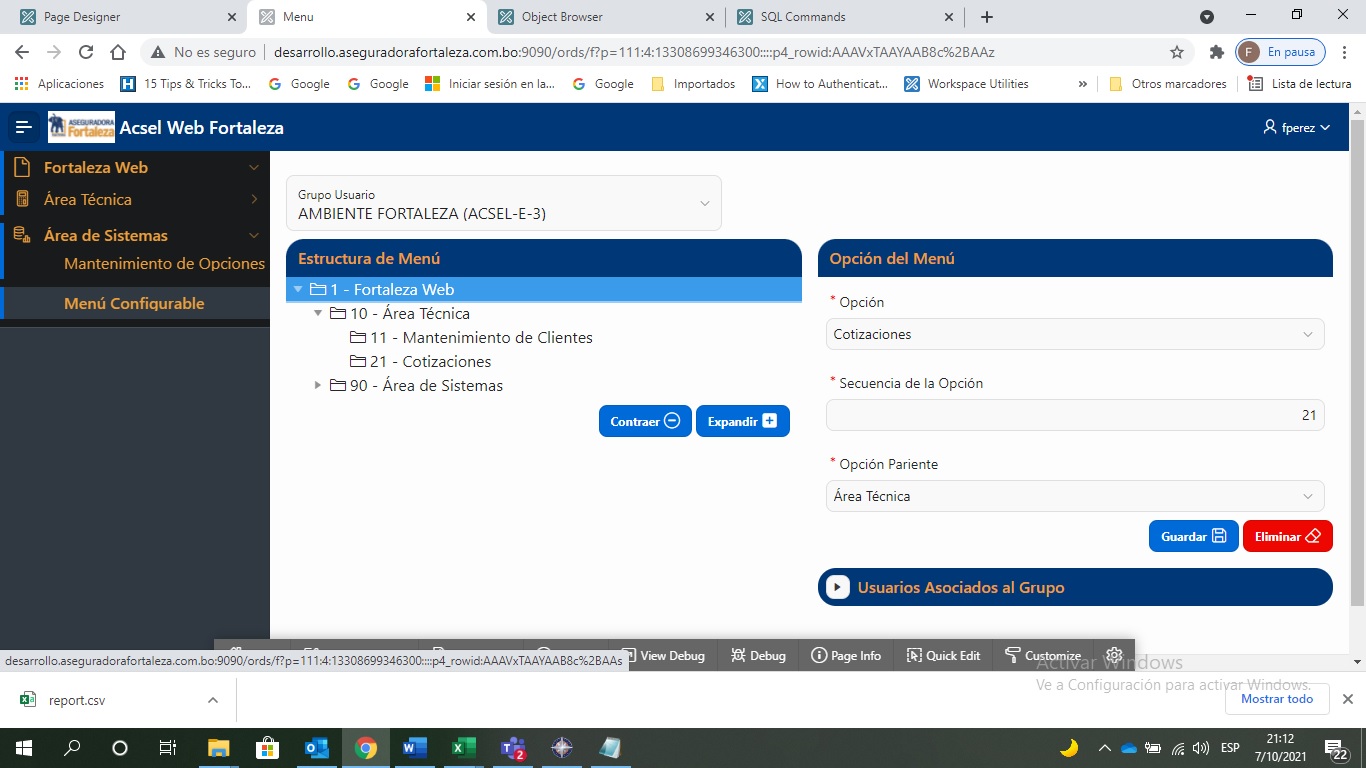 Page Designer
Menu
Object Browser
SQL Commands
No es seguro
desarrollo.aseguradorafortaleza.com.bo:9090/ords/f?p=111:4:13308699346300::::p4_rowid:AAAVxTAAYAAB8c%2BAAz
F
En pausa
Aplicaciones
15 Tips & Tricks To...
Google
Google
Iniciar sesión en la...
Google
Importados
How to Authenticat...
Workspace Utilities
»
Otros marcadores
Lista de lectura
ASEGURADORA
Fortaleza
Acsel Web Fortaleza
fperez
Fortaleza Web
Área Técnica
Área de Sistemas
Mantenimiento de Opciones
Menú Configurable
Grupo Usuario
AMBIENTE FORTALEZA (ACSEL-E-3)
Estructura de Menú
1 - Fortaleza Web
10 - Área Técnica
11 - Mantenimiento de Clientes
21 - Cotizaciones
90 - Área de Sistemas
Contraer
Expandir
Opción del Menú
* Opción
Cotizaciones
* Secuencia de la Opción
21
* Opción Pariente
Área Técnica
Guardar
Eliminar
Usuarios Asociados al Grupo
View Debug
Debug
Page Info
Quick Edit
Customize
desarrollo.aseguradorafortaleza.com.bo:9090/ords/f?p=111:4:13308699346300::::p4_rowid:AAAVxTAAYAAB8c%2BAAs
Activar Windows
Ve a Configuración para activar Windows.
report.csv
Mostrar todo
2
ESP
21:12
7/10/2021
22